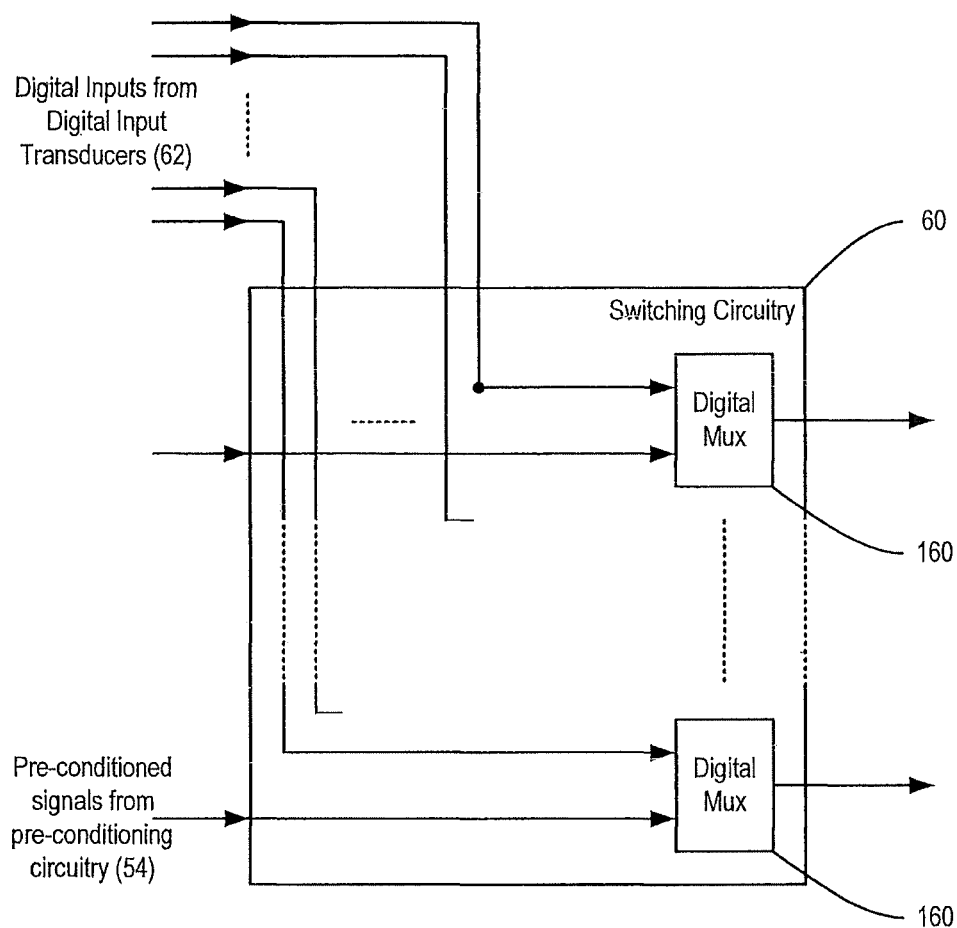 Digital Inputs from
Digital Input
Transducers (62)
60
Switching Circuitry
Digital
Mux
160
Pre-conditioned
signals from
pre-conditioning
circuitry (54)
Digital
Mux
160